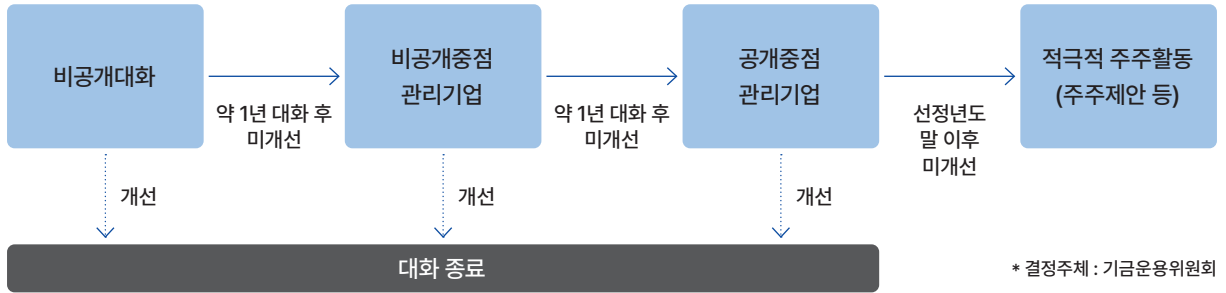 비공개대화
비공개중점
관리기업
공개중점
관리기업
적극적 주주활동
(주주제안 등)
약 1년 대화 후
미개선
약 1년 대화 후
미개선
선정년도
말 이후
미개선
개선
개선
개선
대화 종료
* 결정주체 : 기금운용위원회